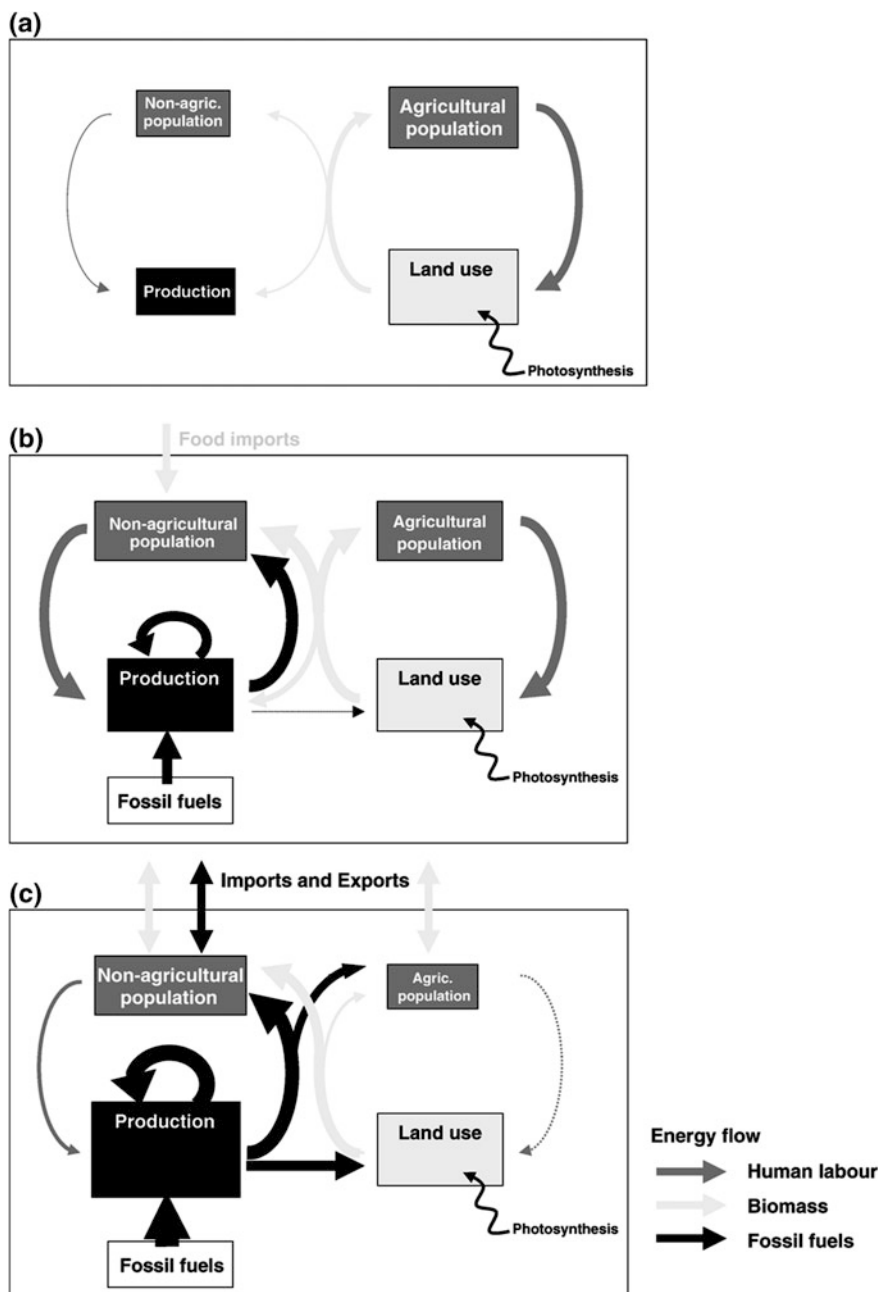 (a)
Non-agric.
population
Agricultural
population
Production
Land use
Photosynthesis
(b)
Food imports
Non-agricultural
population
Agricultural
population
Production
Land use
Photosynthesis
Fossil fuels
Imports and Exports
(c)
Non-agricultural
population
Agric.
population
Production
Land use
Photosynthesis
Fossil fuels
Energy flow
Human labour
Biomass
Fossil fuels